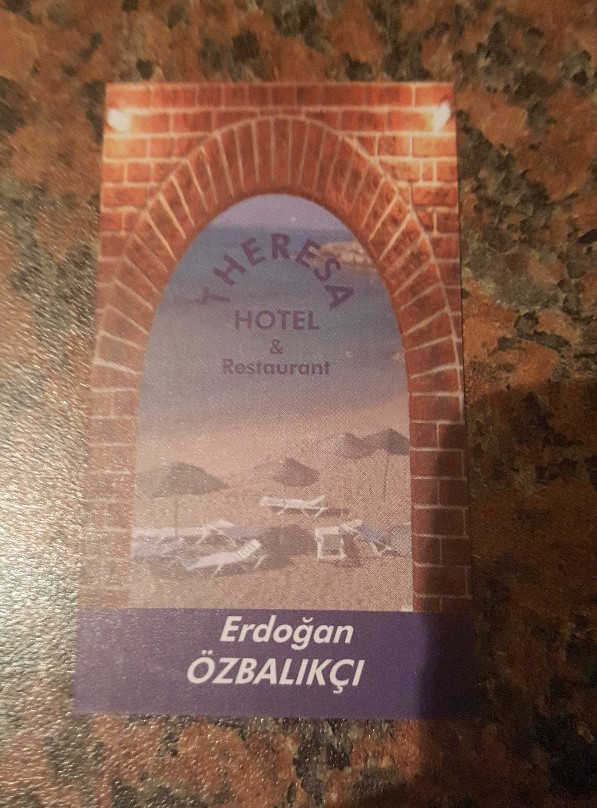 THERESA
HOTEL
&
Restaurant
Erdoğan
ÖZBALIKÇI